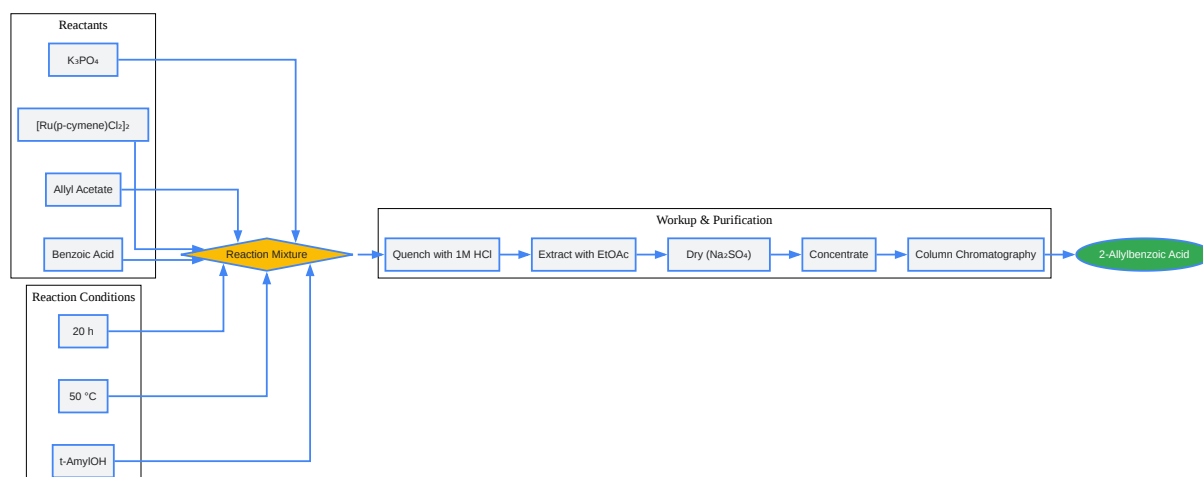 Reactants
K₃PO₄
[Ru(p-cymene)Cl₂]₂
Allyl Acetate
Benzoic Acid
Reaction Mixture
Workup & Purification
Quench with 1M HCl
Extract with EtOAc
Dry (Na₂SO₄)
Concentrate
Column Chromatography
2-Allylbenzoic Acid
Reaction Conditions
20 h
50 °C
t-AmylOH